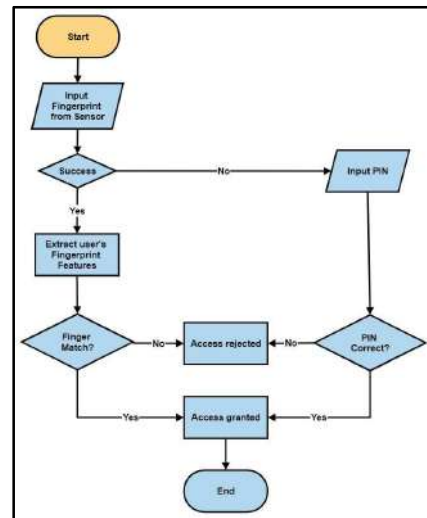 Start
Input
Fingerprint
from Sensor
Success
No
Input PIN
Yes
Extract user's
Fingerprint
Features
Finger
Match?
No
Access rejected
No
PIN
Correct?
Yes
Access granted
Yes
End